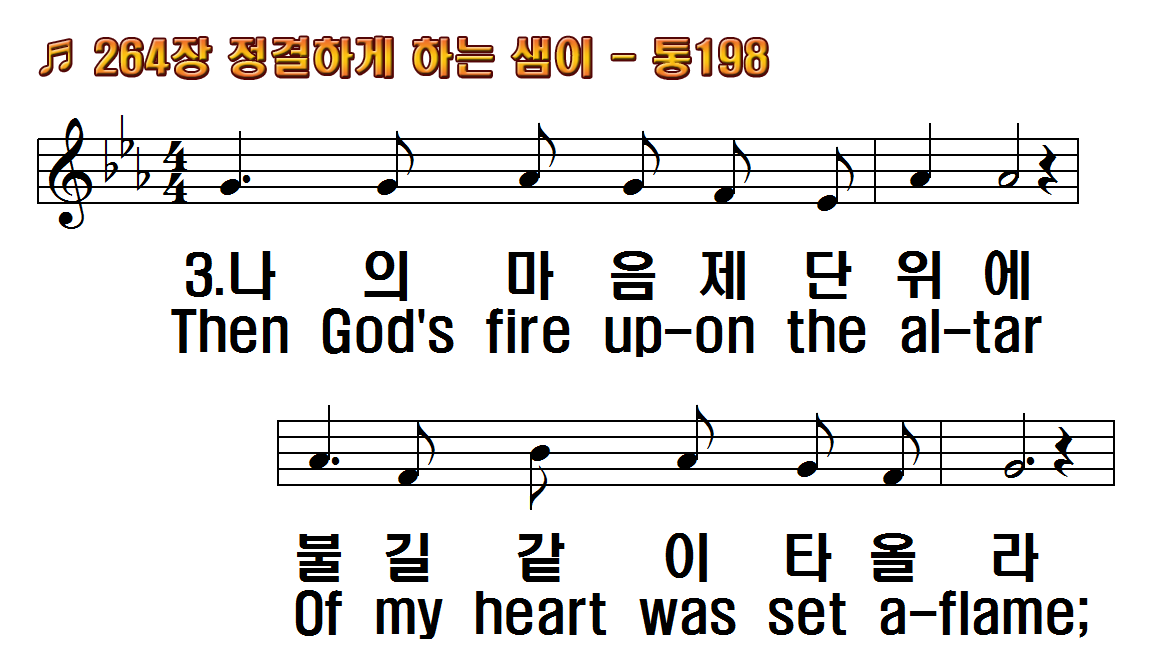 ♬ 264장 정결하게 하는 샘이 - 통198
3.나 의 마 음 제 단 위 에
Then God's fire up-on the al-tar
불 길 같 이 타 올 라
Of my heart was set a-flame;